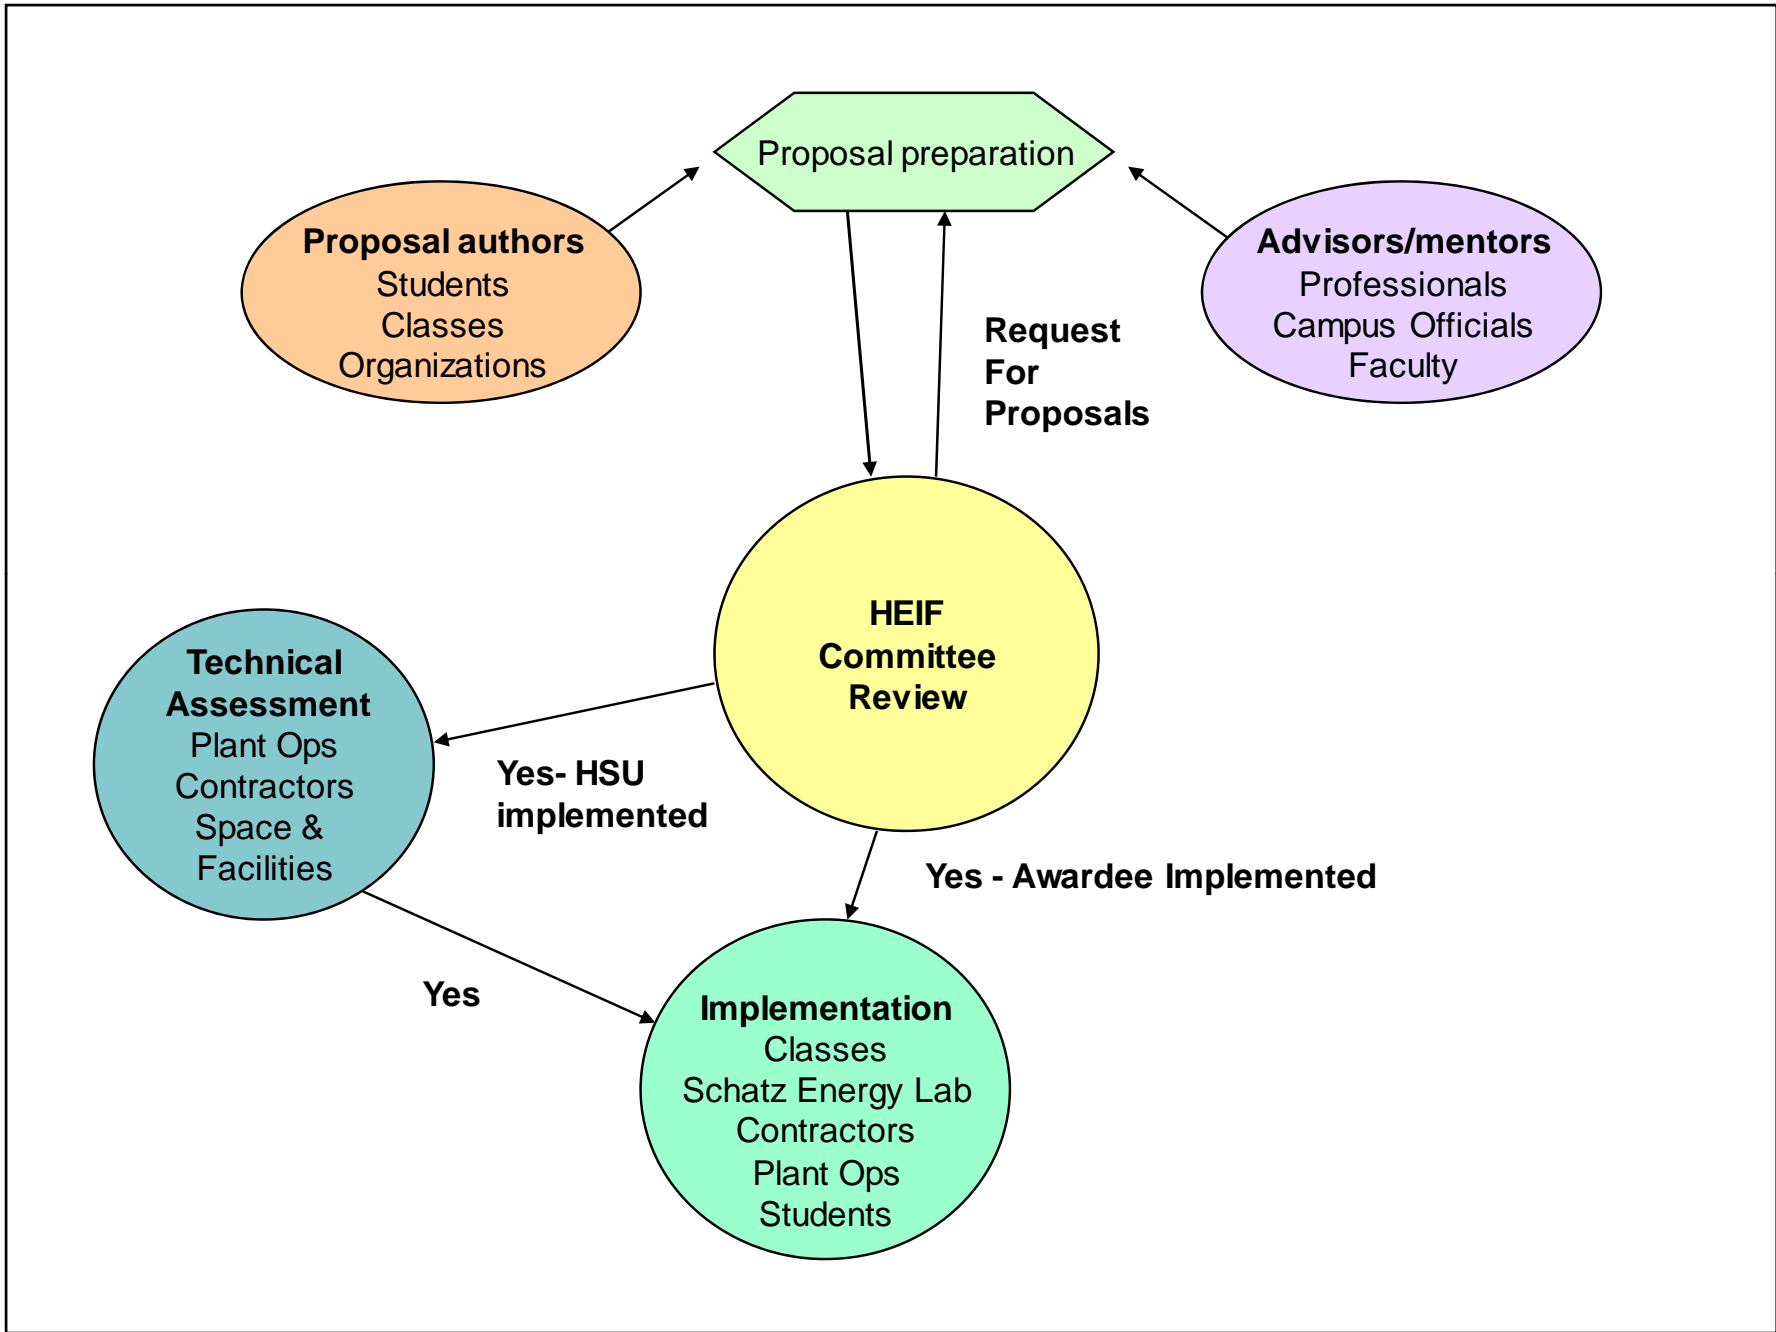 Proposal preparation
Proposal authors
Students
Classes
Organizations
Advisors/mentors
Professionals
Campus Officials
Faculty
Request
For
Proposals
HEIF
Committee
Review
Technical
Assessment
Plant Ops
Contractors
Space &
Facilities
Yes- HSU
implemented
Yes - Awardee Implemented
Yes
Implementation
Classes
Schatz Energy Lab
Contractors
Plant Ops
Students